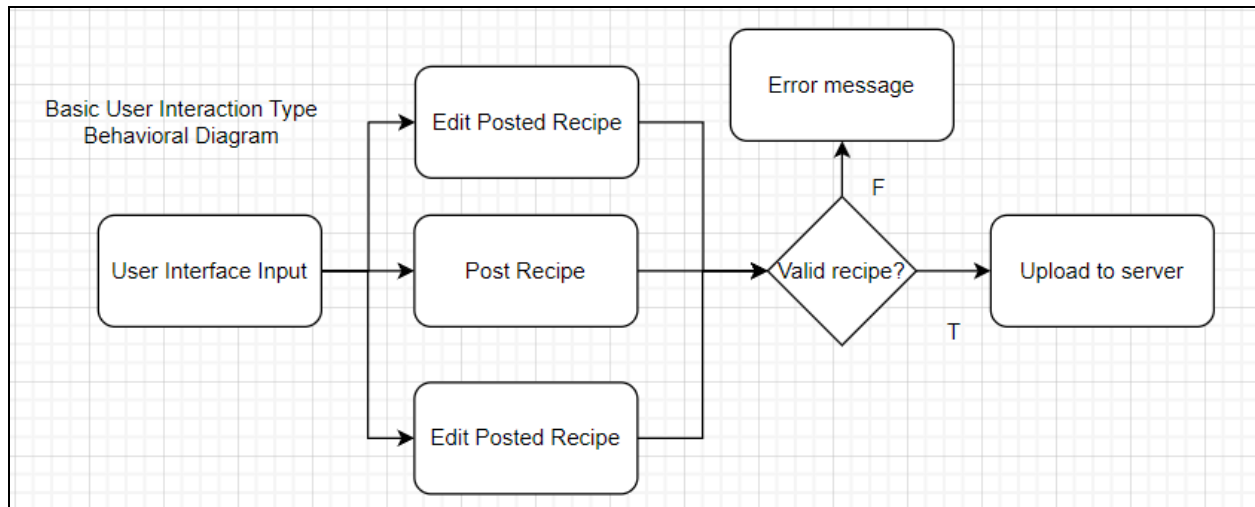 Basic User Interaction Type
Behavioral Diagram
User Interface Input
Edit Posted Recipe
Post Recipe
Edit Posted Recipe
Valid recipe?
F
Error message
T
Upload to server